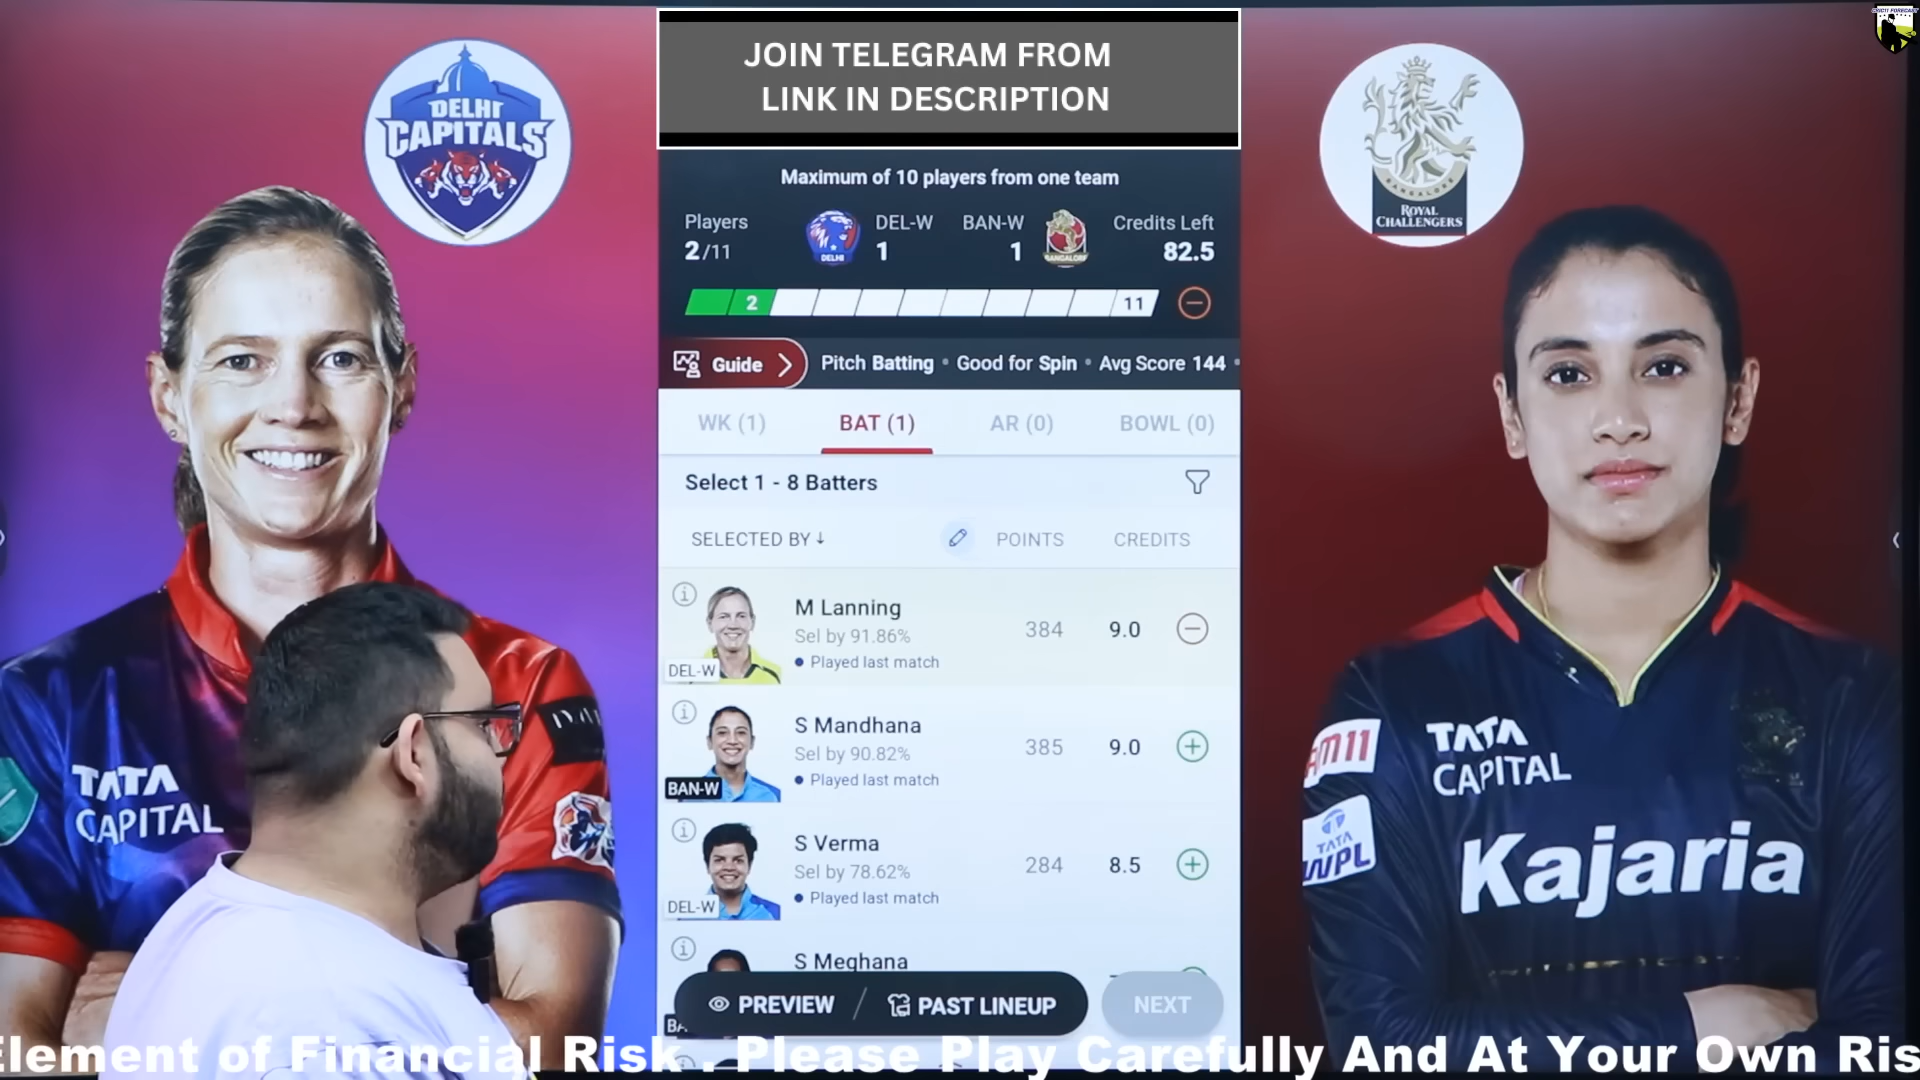 JOIN TELEGRAM FROM
LINK IN DESCRIPTION
DELHI
CAPITALS
BANGALORE
ROYAL
CHALLENGERS
Maximum of 10 players from one team
Players
2/11
DELHI
DEL-W
1
BAN-W
1
BANGALORE
Credits Left
82.5
2
11
Guide
Pitch Batting • Good for Spin • Avg Score 144 •
WK (1)
BAT (1)
AR (0)
BOWL (0)
Select 1 - 8 Batters
SELECTED BY ↓
POINTS
CREDITS
M Lanning
Sel by 91.86%
• Played last match
DEL-W
384
9.0
S Mandhana
Sel by 90.82%
• Played last match
BAN-W
385
9.0
S Verma
Sel by 78.62%
• Played last match
DEL-W
284
8.5
S Meghana
BA
PREVIEW / PAST LINEUP
NEXT
TATA
CAPITAL
TATA
CAPITAL
TATA
WPL
Kajaria
Element of Financial Risk . Please Play Carefully And At Your Own Ris